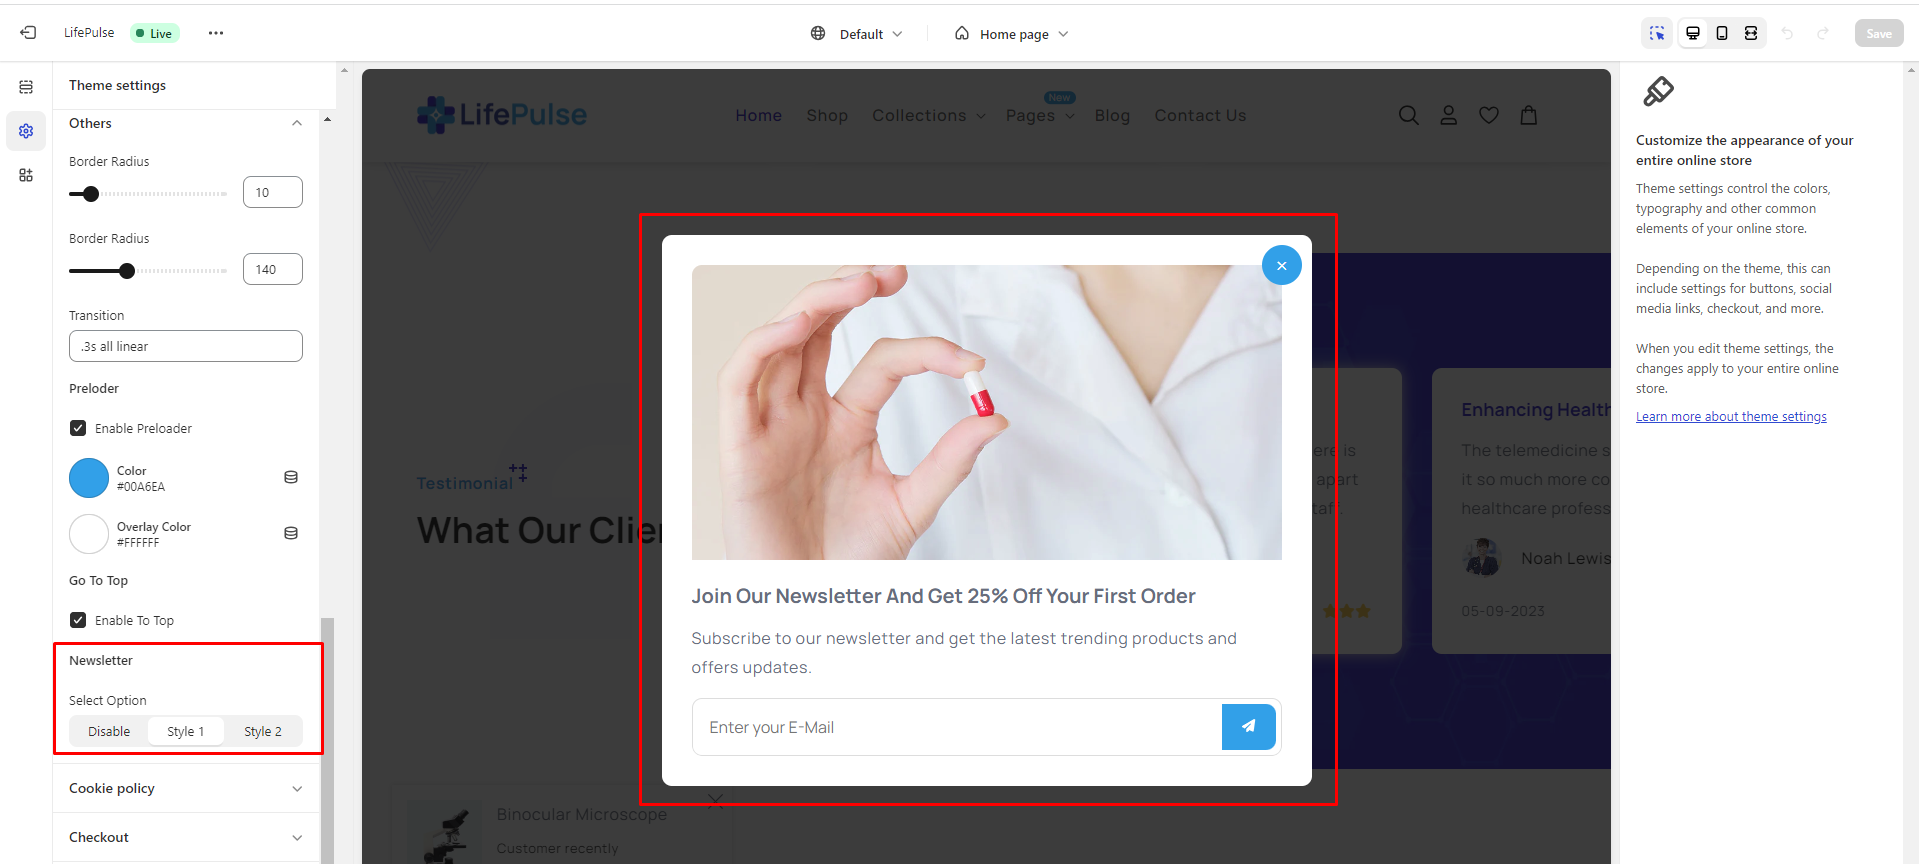 LifePulse
Live
Default
Home page
Save
Theme settings
Others
Border Radius
10
Border Radius
140
Transition
.3s all linear
Preloder
Enable Preloader
Color
#00A6EA
Overlay Color
#FFFFFF
Go To Top
Enable To Top
Newsletter
Select Option
Disable Style 1 Style 2
Cookie policy
Checkout
LifePulse
New
Home Shop Collections Pages Blog Contact Us
Testimonial
What Our Clie
Join Our Newsletter And Get 25% Off Your First Order
Subscribe to our newsletter and get the latest trending products and
offers updates.
Enter your E-Mail
ere is
apart
taff.
Enhancing Health
The telemedicine s
it so much more co
healthcare profess
Noah Lewis
05-09-2023
Binocular Microscope
Customer recently
Customize the appearance of your
entire online store
Theme settings control the colors,
typography and other common
elements of your online store.
Depending on the theme, this can
include settings for buttons, social
media links, checkout, and more.
When you edit theme settings, the
changes apply to your entire online
store.
Learn more about theme settings